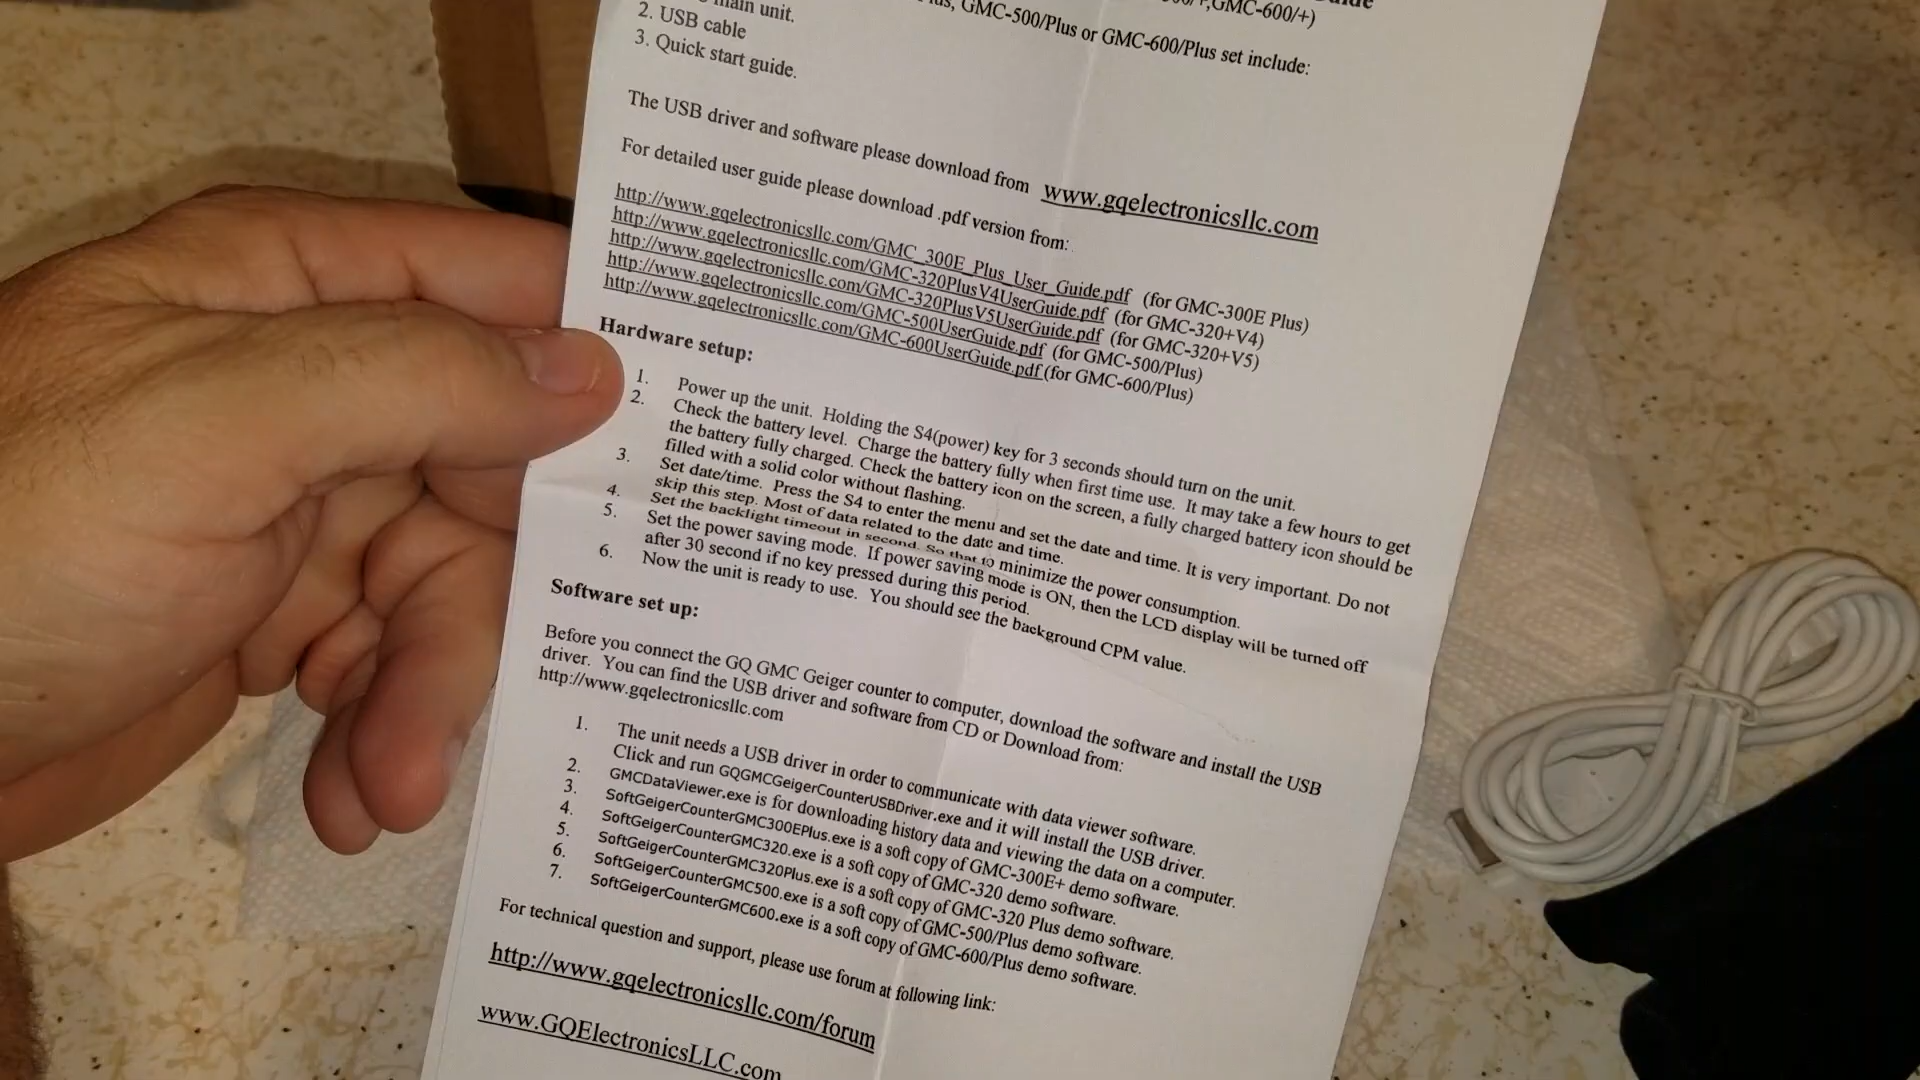 GMC-600/+)
GMC-500/Plus or GMC-600/Plus set include:
main unit.
2. USB cable
3. Quick start guide.
The USB driver and software please download from www.gqelectronicsllc.com
For detailed user guide please download .pdf version from:
http://www.gqelectronicsllc.com/GMC_300E_Plus_User_Guide.pdf (for GMC-300E Plus)
http://www.gqelectronicsllc.com/GMC-320PlusV4UserGuide.pdf (for GMC-320+V4)
http://www.gqelectronicsllc.com/GMC-320PlusV5UserGuide.pdf (for GMC-320+V5)
http://www.gqelectronicsllc.com/GMC-500UserGuide.pdf (for GMC-500/Plus)
http://www.gqelectronicsllc.com/GMC-600UserGuide.pdf (for GMC-600/Plus)
Hardware setup:
1. Power up the unit. Holding the S4(power) key for 3 seconds should turn on the unit.
2. Check the battery level. Charge the battery fully when first time use. It may take a few hours to get
the battery fully charged. Check the battery icon on the screen, a fully charged battery icon should be
filled with a solid color without flashing.
3. Set date/time. Press the S4 to enter the menu and set the date and time. It is very important. Do not
skip this step. Most of data related to the date and time.
4. Set the backlight timeout in second. So that to minimize the power consumption.
5. Set the power saving mode. If power saving mode is ON, then the LCD display will be turned off
after 30 second if no key pressed during this period.
6. Now the unit is ready to use. You should see the background CPM value.
Software set up:
Before you connect the GQ GMC Geiger counter to computer, download the software and install the USB
driver. You can find the USB driver and software from CD or Download from:
http://www.gqelectronicsllc.com
1. The unit needs a USB driver in order to communicate with data viewer software.
Click and run GQGMCGeigerCounterUSBDriver.exe and it will install the USB driver.
2. GMCDataViewer.exe is for downloading history data and viewing the data on a computer.
3. SoftGeigerCounterGMC300EPlus.exe is a soft copy of GMC-300E+ demo software.
4. SoftGeigerCounterGMC320.exe is a soft copy of GMC-320 demo software.
5. SoftGeigerCounterGMC320Plus.exe is a soft copy of GMC-320 Plus demo software.
6. SoftGeigerCounterGMC500.exe is a soft copy of GMC-500/Plus demo software.
7. SoftGeigerCounterGMC600.exe is a soft copy of GMC-600/Plus demo software.
For technical question and support, please use forum at following link:
http://www.gqelectronicsllc.com/forum
www.GQElectronicsLLC.com